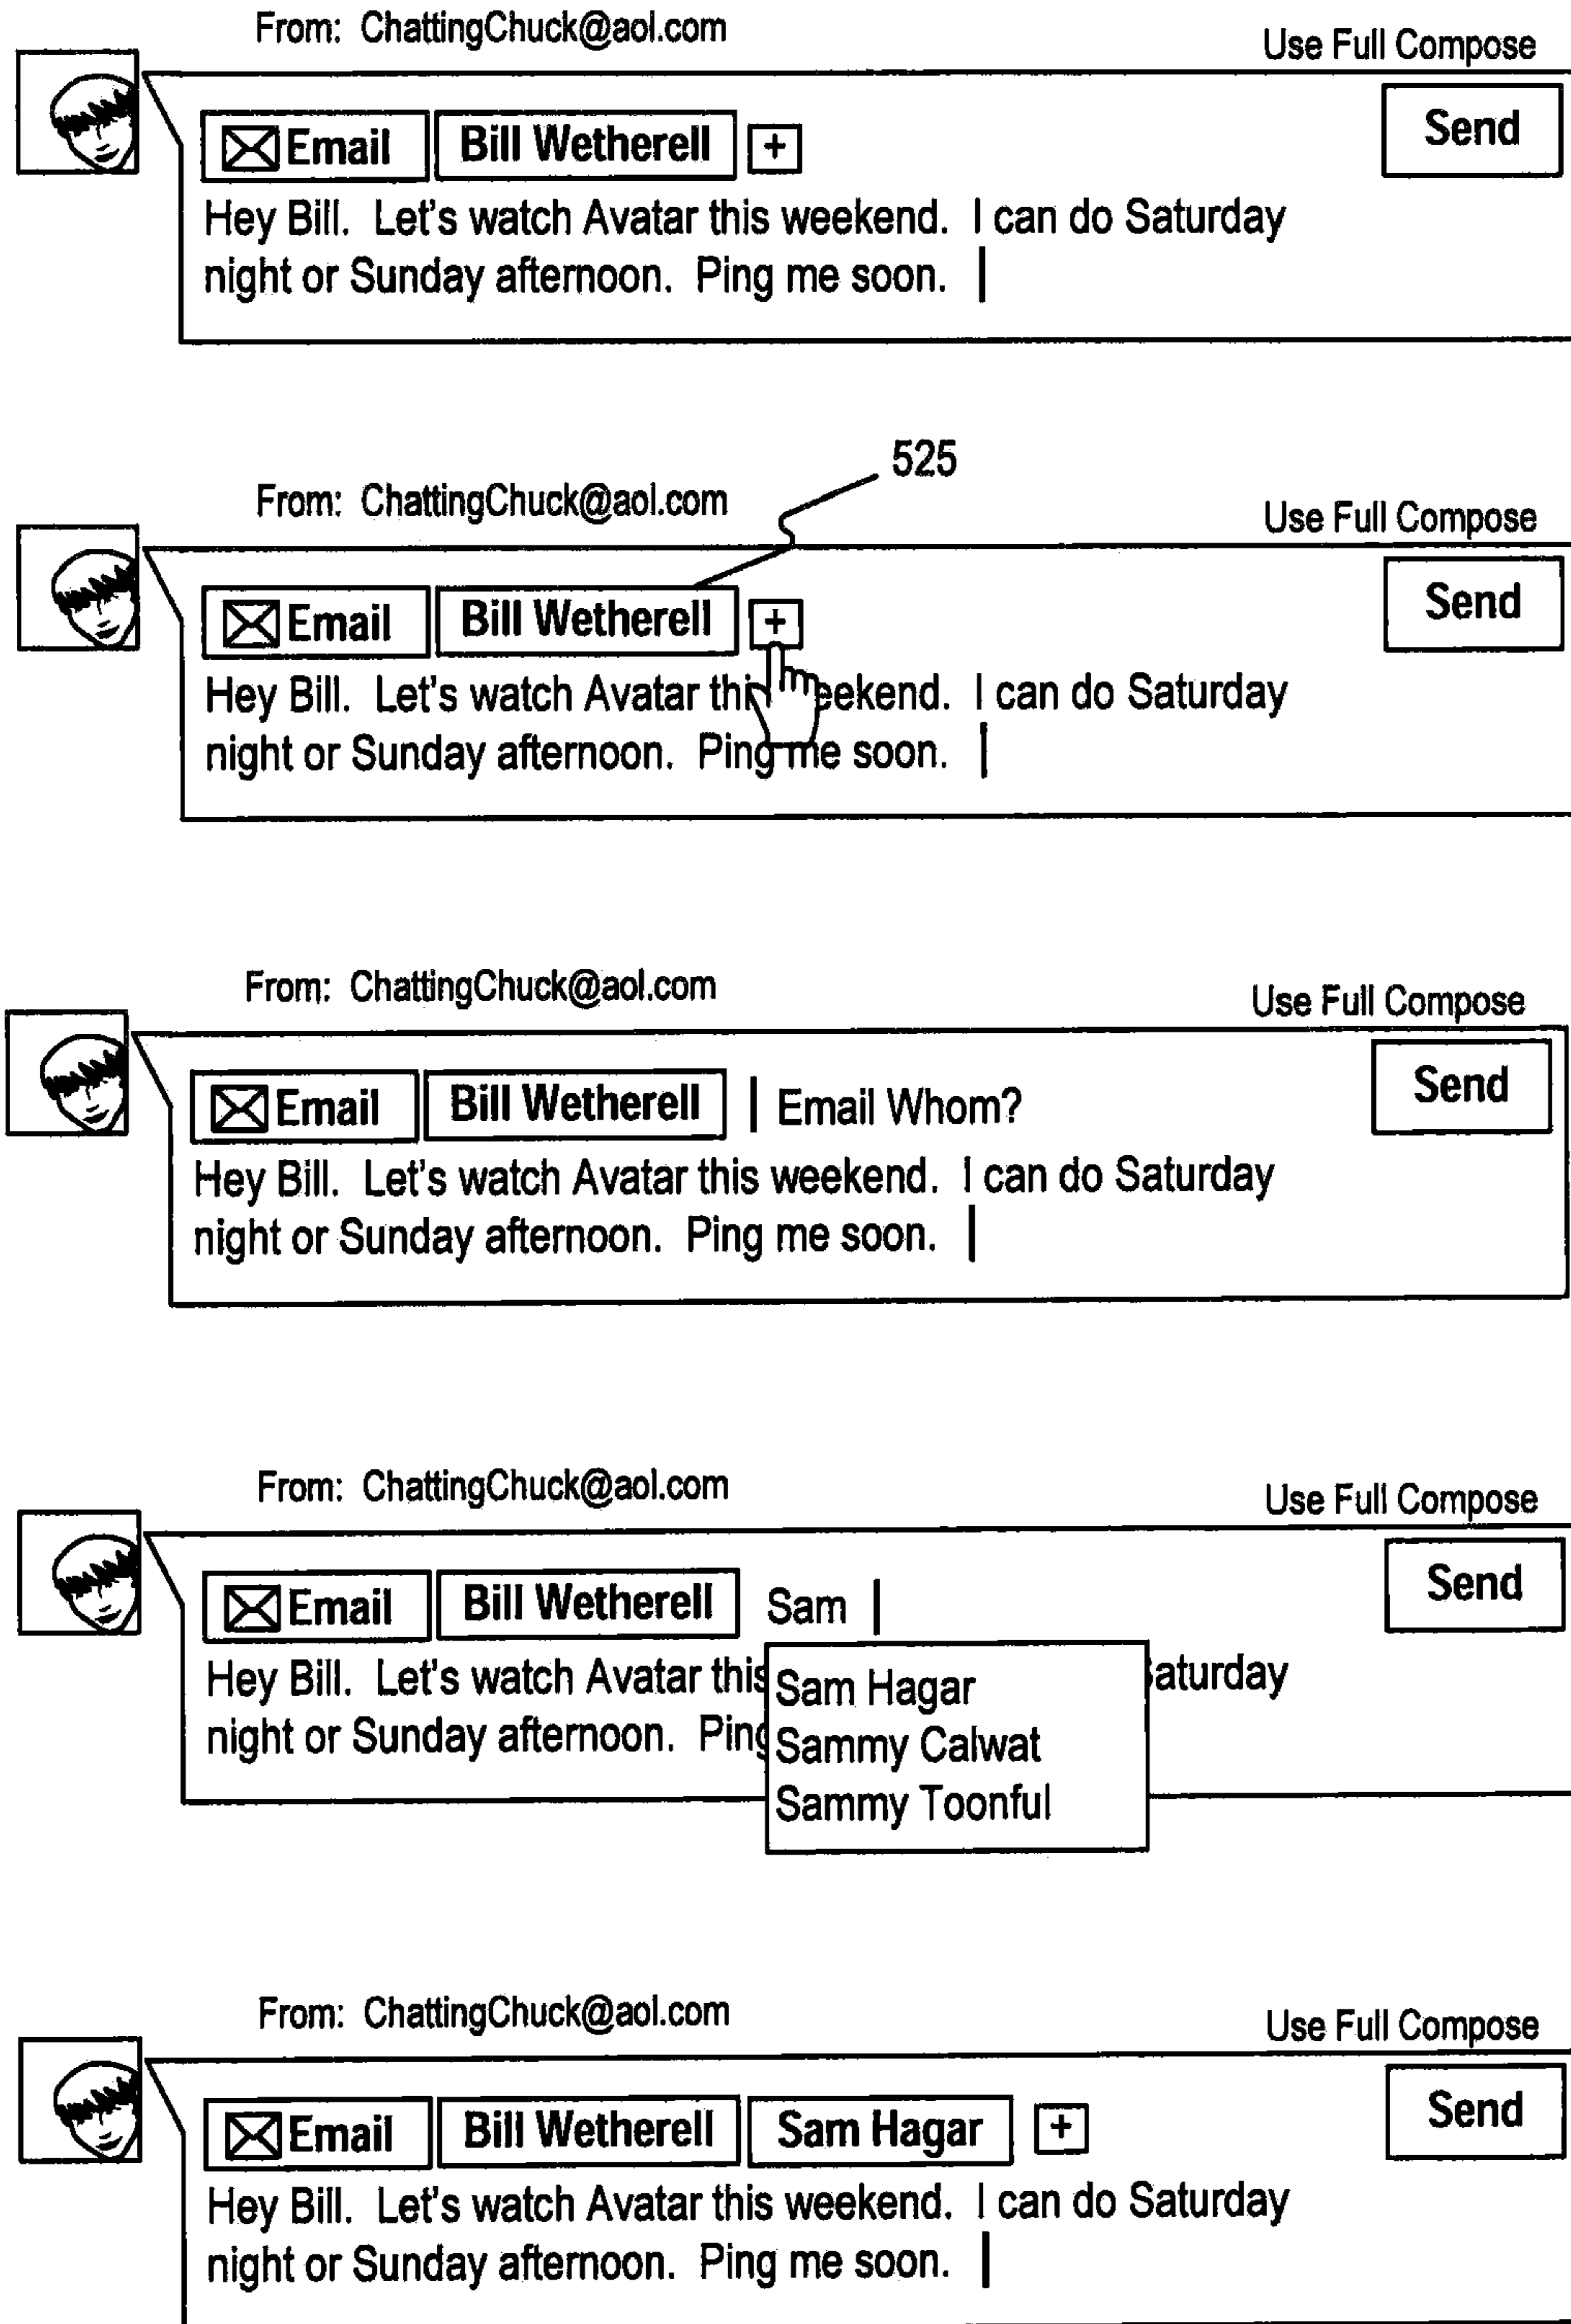 From: ChattingChuck@aol.com
Use Full Compose
Email Bill Wetherell + Send
Hey Bill. Let's watch Avatar this weekend. I can do Saturday
night or Sunday afternoon. Ping me soon.
525
From: ChattingChuck@aol.com
Use Full Compose
Email Bill Wetherell + Send
Hey Bill. Let's watch Avatar thi eekend. I can do Saturday
night or Sunday afternoon. Ping me soon.
From: ChattingChuck@aol.com
Use Full Compose
Email Bill Wetherell Email Whom? Send
Hey Bill. Let's watch Avatar this weekend. I can do Saturday
night or Sunday afternoon. Ping me soon.
From: ChattingChuck@aol.com
Use Full Compose
Email Bill Wetherell Sam Send
Hey Bill. Let's watch Avatar this aturday
Sam Hagar
night or Sunday afternoon. Ping
Sammy Calwat
Sammy Toonful
From: ChattingChuck@aol.com
Use Full Compose
Email Bill Wetherell Sam Hagar + Send
Hey Bill. Let's watch Avatar this weekend. I can do Saturday
night or Sunday afternoon. Ping me soon.